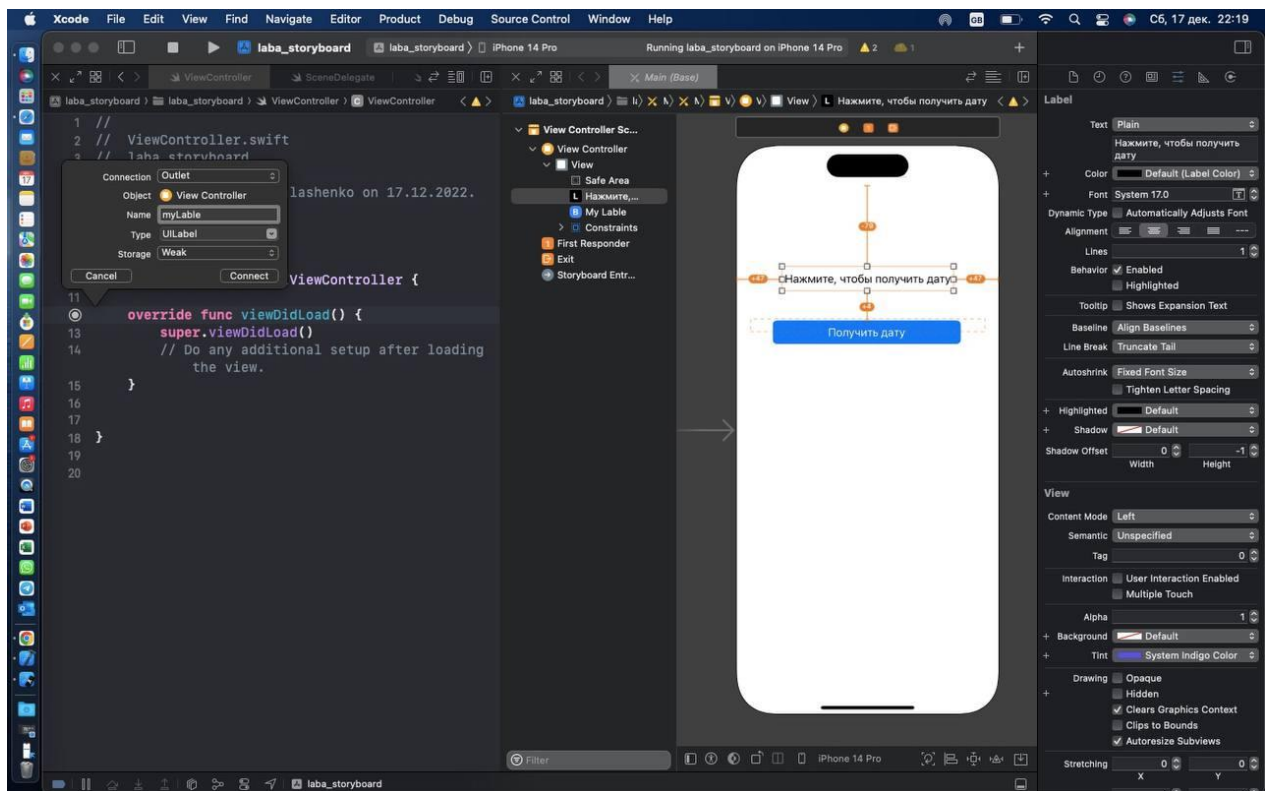 Xcode File Edit View Find Navigate Editor Product Debug Source Control Window Help GB Сб, 17 дек. 22:19
laba_storyboard laba_storyboard 〉 iPhone 14 Pro Running laba_storyboard on iPhone 14 Pro 2 1
ViewController SceneDelegate Main (Base)
laba_storyboard 〉 laba_storyboard 〉 ViewController 〉 C ViewController
laba_storyboard 〉 View 〉 L Нажмите, чтобы получить дату
1 //
2 // ViewController.swift
3 // laba_storyboard
lashenko on 17.12.2022.
ViewController {
11
override func viewDidLoad() {
13 super.viewDidLoad()
14 // Do any additional setup after loading
the view.
15 }
16
17
18 }
19
20
Connection Outlet
Object View Controller
Name myLable
Type UILabel
Storage Weak
Cancel Connect
View Controller Sc...
View Controller
View
Safe Area
L Нажмите,...
B My Lable
Constraints
First Responder
Exit
Storyboard Entr...
Filter
+79
+47 Нажмите, чтобы получить дату +47
+8
Получить дату
iPhone 14 Pro
Label
Text Plain
Нажмите, чтобы получить
дату
+ Color Default (Label Color)
+ Font System 17.0
Dynamic Type Automatically Adjusts Font
Alignment
Lines 1
Behavior Enabled
Highlighted
Tooltip Shows Expansion Text
Baseline Align Baselines
Line Break Truncate Tail
Autoshrink Fixed Font Size
Tighten Letter Spacing
+ Highlighted Default
+ Shadow Default
Shadow Offset 0 -1
Width Height
View
Content Mode Left
Semantic Unspecified
Tag 0
Interaction User Interaction Enabled
Multiple Touch
Alpha 1
+ Background Default
+ Tint System Indigo Color
Drawing Opaque
+ Hidden
Clears Graphics Context
Clips to Bounds
Autoresize Subviews
Stretching 0 0
X Y
laba_storyboard